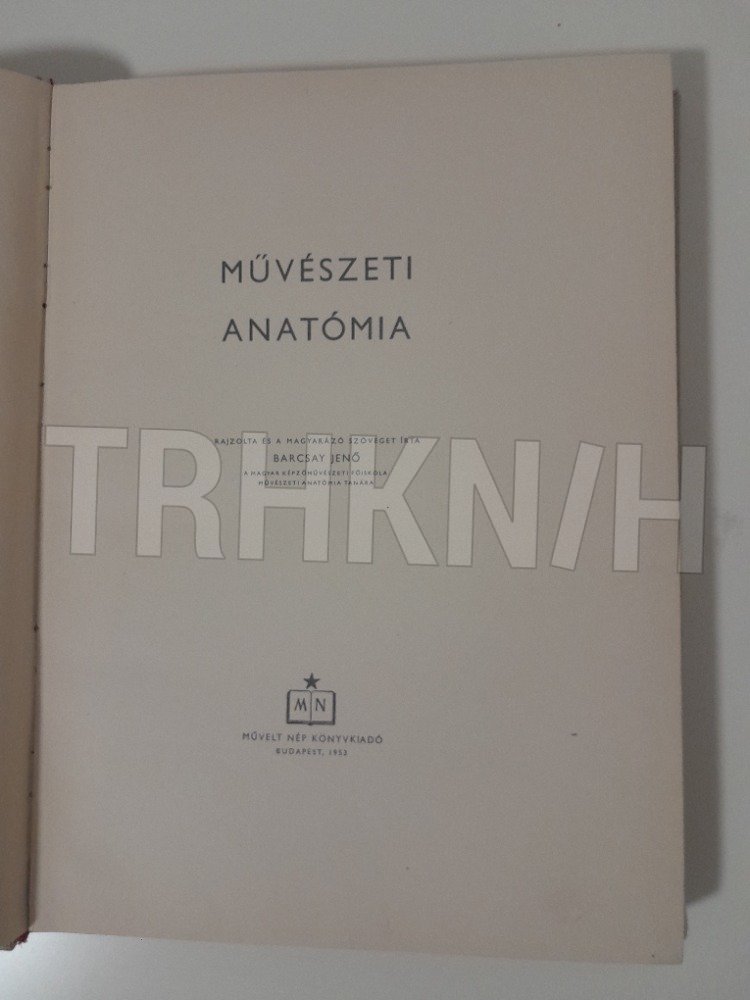 MŰVÉSZETI
ANATÓMIA
RAJZOLTA ÉS A MAGYARÁZÓ SZÖVEGET ÍRTA
BARCSAY JENŐ
A MAGYAR KÉPZŐMŰVÉSZETI FŐISKOLA
MŰVÉSZETI ANATÓMIA TANÁRA
TRHKN/H
MN
MŰVELT NÉP KÖNYVKIADÓ
BUDAPEST, 1953